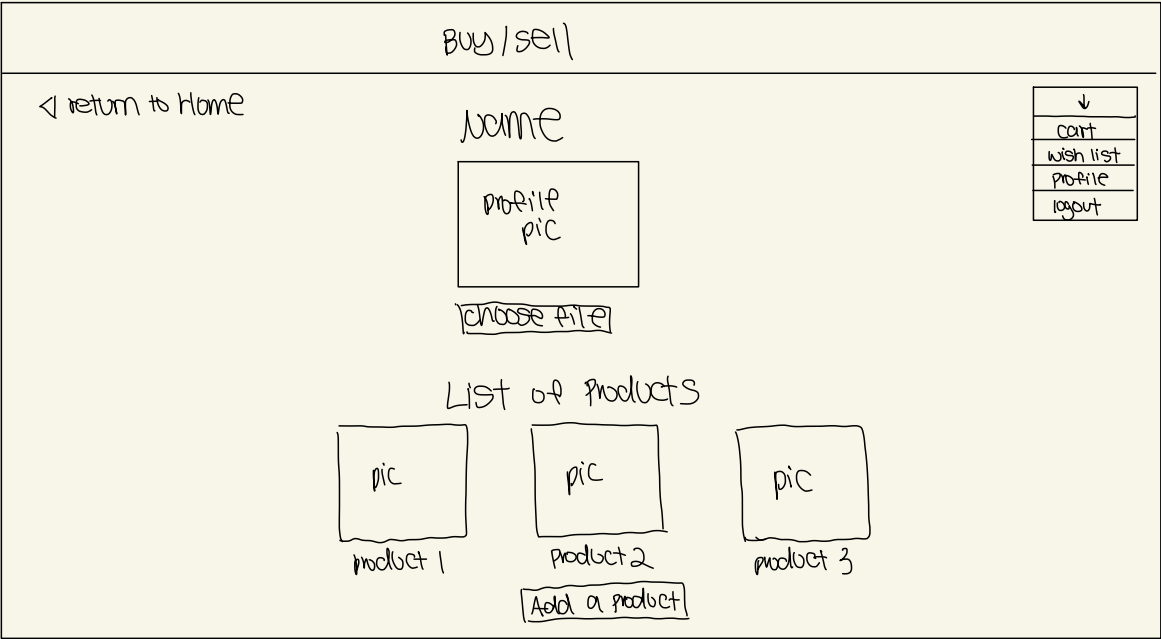 Buy/sell
return to Home
Name
cart
wish list
profile
logout
profile
pic
choose file
List of Products
pic
pic
pic
product 1
product 2
product 3
Add a product